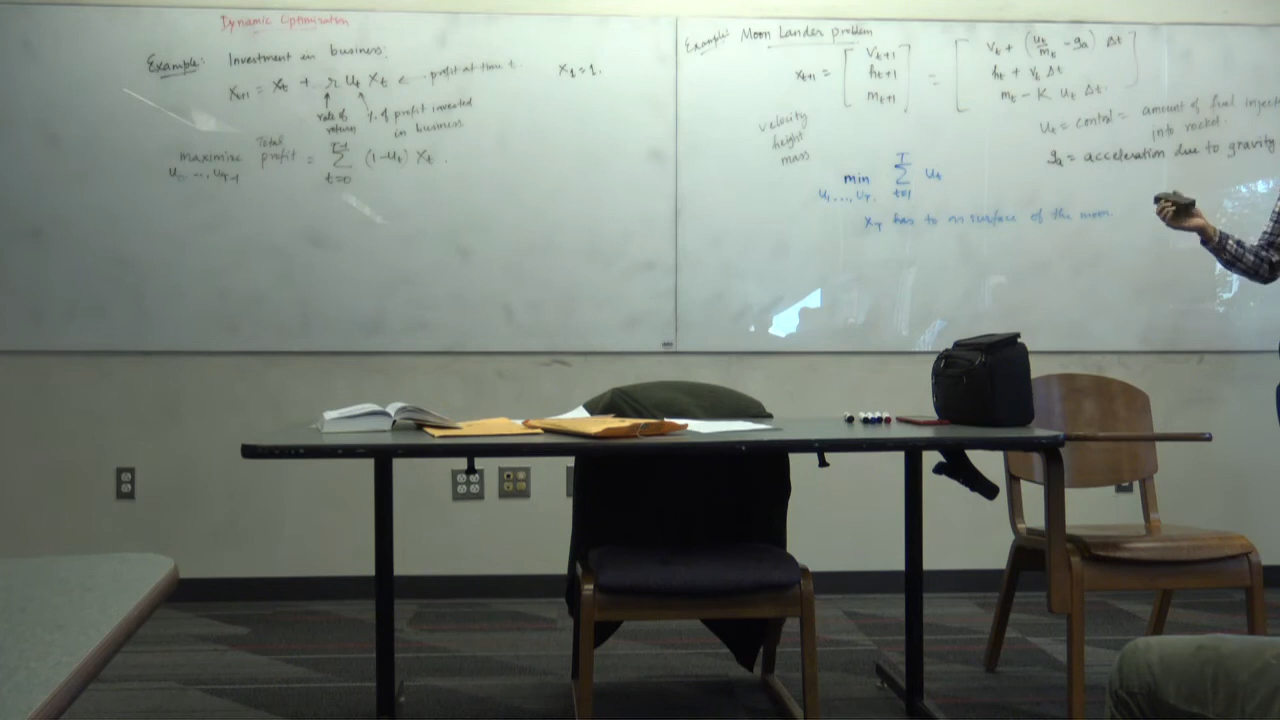 Dynamic Optimization
Example: Investment in business:
x_{t+1} = x_t + r u_t x_t ← profit at time t.
x_1 = 1.
rate of return
% of profit invested in business
maximize Total profit = Σ_{t=0}^{T-1} (1-u_t) x_t.
u_0 ..., u_{T-1}
Example: Moon Lander problem
x_{t+1} = [ v_{t+1} h_{t+1} m_{t+1} ] = [ v_t + (u_t/m_t - g_a) Δt
h_t + v_t Δt
m_t - K u_t Δt. ]
velocity
height
mass
u_t = control = amount of fuel inject
into rocket.
g_a = acceleration due to gravity
min Σ_{t=1}^{T} u_t
u_1, ..., u_T.
x_T has to on surface of the moon.